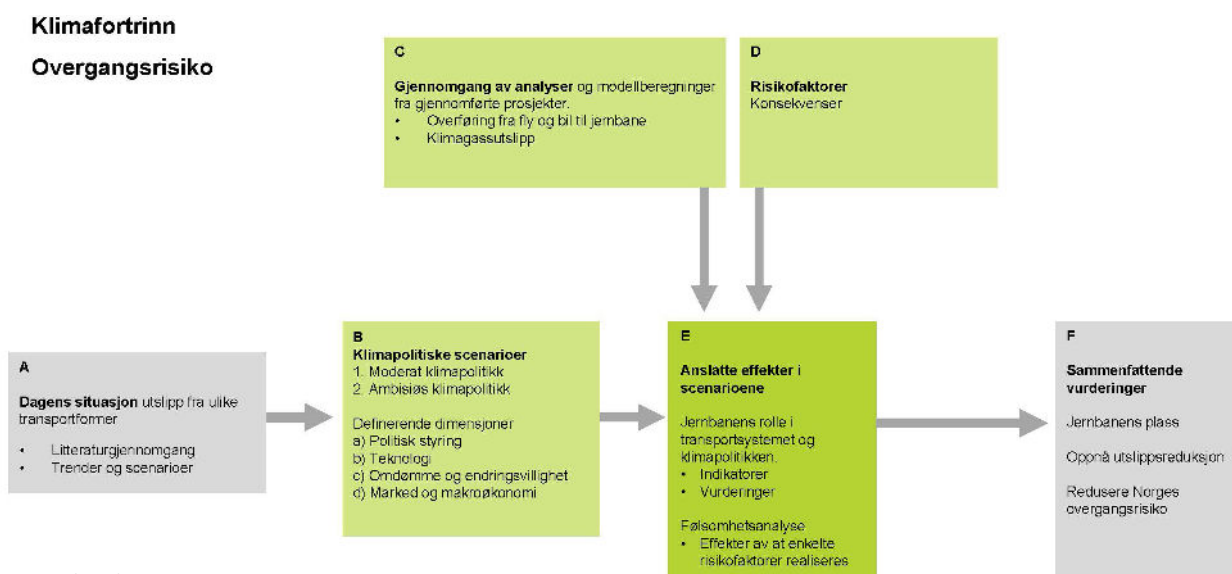 Klimafortrinn
Overgangsrisiko
C
Gjennomgang av analyser og modellberegninger
fra gjennomførte prosjekter.
• Overføring fra fly og bil til jernbane
• Klimagassutslipp
D
Risikofaktorer
Konsekvenser
A
Dagens situasjon utslipp fra ulike
transportformer
• Litteraturgjennomgang
• Trender og scenarioer
B
Klimapolitiske scenarioer
1. Moderat klimapolitikk
2. Ambisiøs klimapolitikk
Definerende dimensjoner
a) Politisk styring
b) Teknologi
c) Omdømme og endringsvillighet
d) Marked og makroøkonomi
E
Anslatte effekter i
scenarioene
Jernbanens rolle i
transportsystemet og
klimapolitikken.
• Indikatorer
• Vurderinger
Følsomhetsanalyse
• Effekter av at enkelte
risikofaktorer realiseres
F
Sammenfattende
vurderinger
Jernbanens plass
Oppnå utslippsreduksjon
Redusere Norges
overgangsrisiko